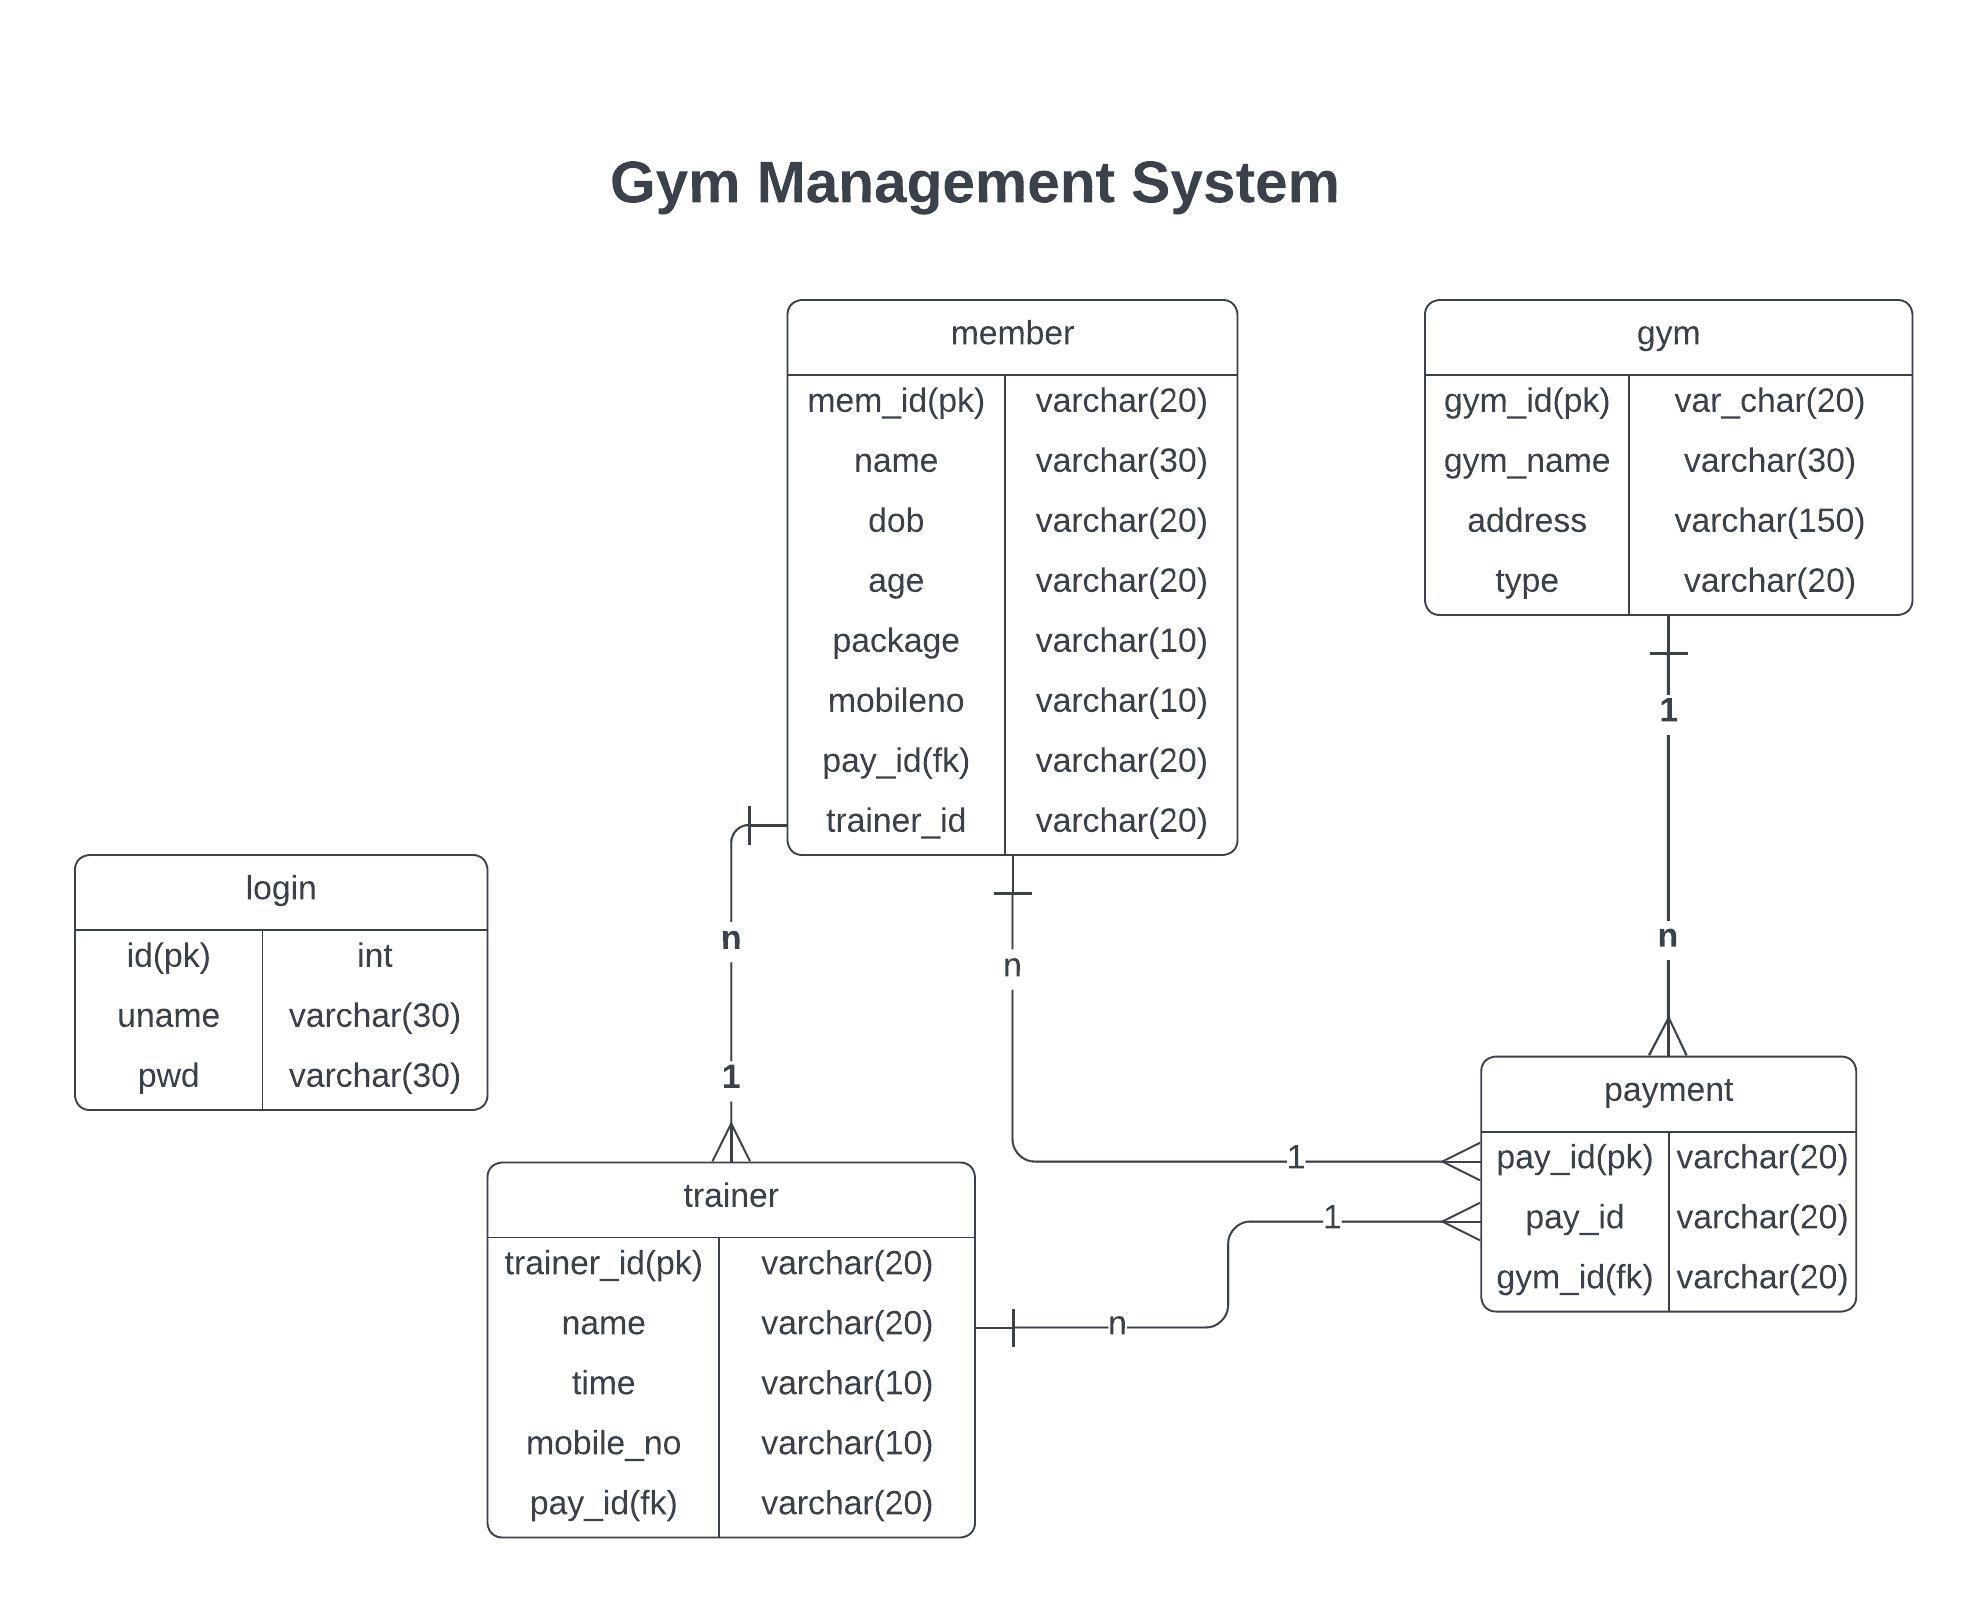 Gym Management System
member
mem_id(pk) varchar(20)
name varchar(30)
dob varchar(20)
age varchar(20)
package varchar(10)
mobileno varchar(10)
pay_id(fk) varchar(20)
trainer_id varchar(20)
gym
gym_id(pk) var_char(20)
gym_name varchar(30)
address varchar(150)
type varchar(20)
1
n
login
id(pk) int
uname varchar(30)
pwd varchar(30)
n
1
n
1
payment
pay_id(pk) varchar(20)
pay_id varchar(20)
gym_id(fk) varchar(20)
trainer
trainer_id(pk) varchar(20)
name varchar(20)
time varchar(10)
mobile_no varchar(10)
pay_id(fk) varchar(20)
n
1